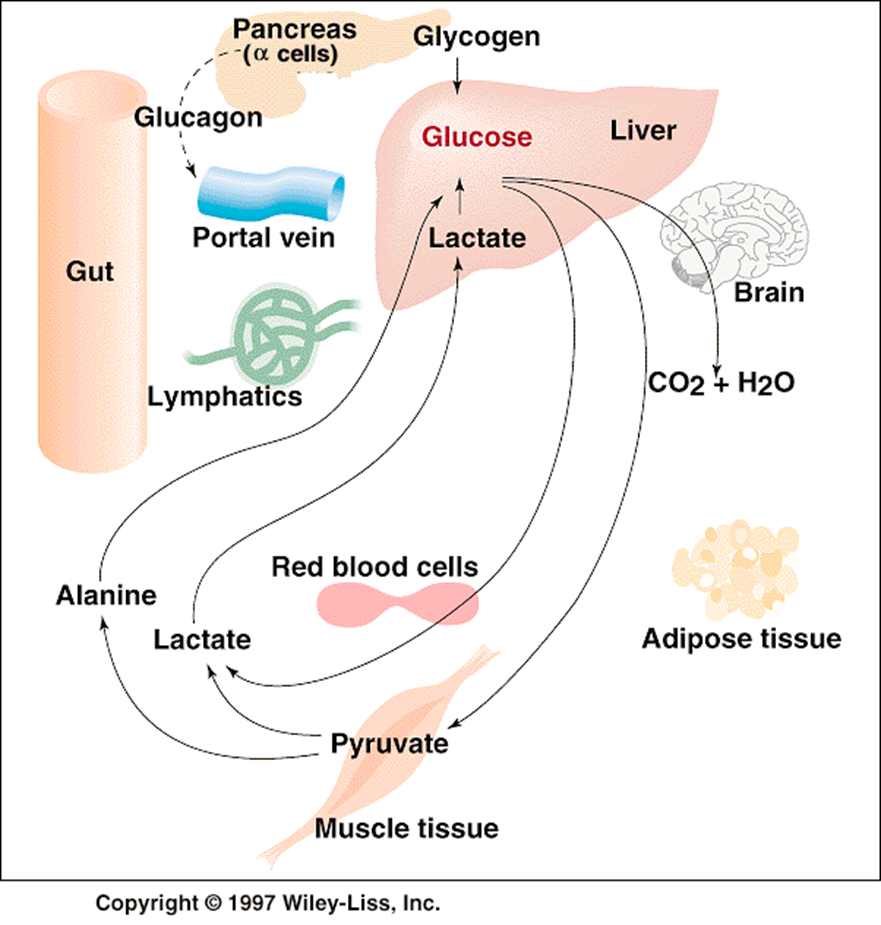 Pancreas
(α cells)
Glycogen
Glucagon
Glucose
Liver
Portal vein
Lactate
Gut
Brain
Lymphatics
CO2 + H2O
Red blood cells
Alanine
Lactate
Adipose tissue
Pyruvate
Muscle tissue
Copyright © 1997 Wiley-Liss, Inc.